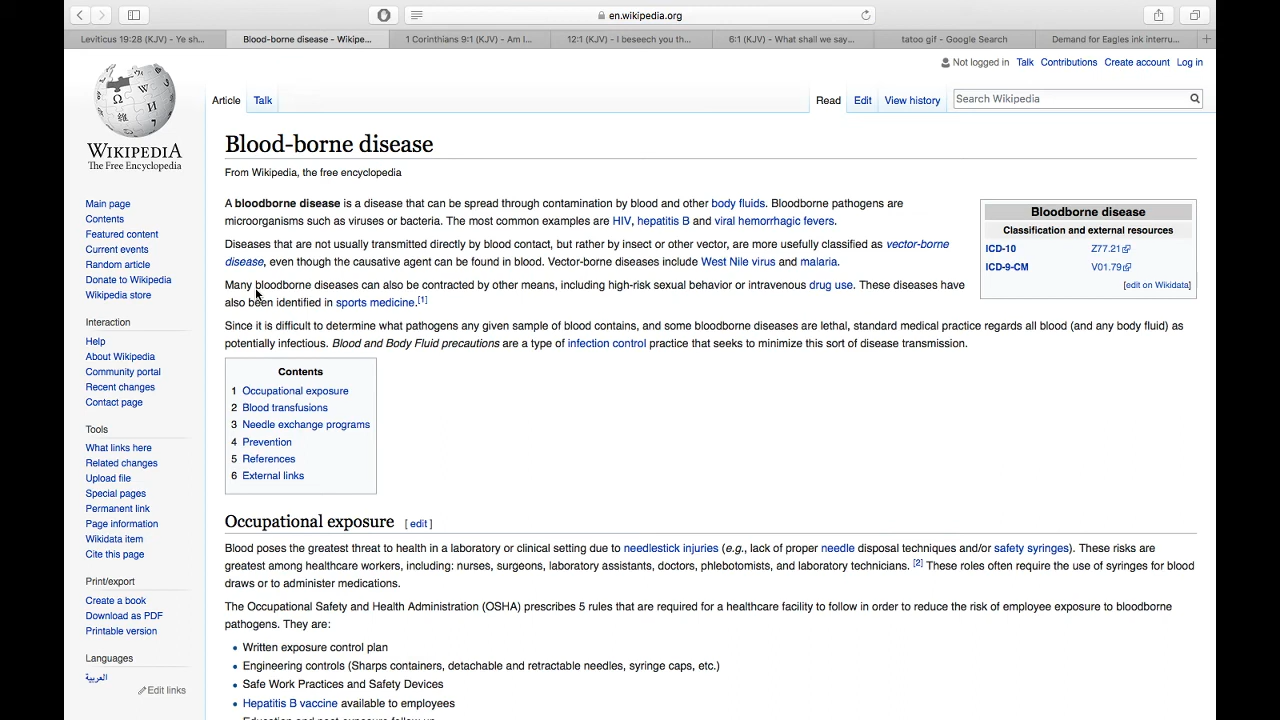 en.wikipedia.org
Leviticus 19:28 (KJV) - Ye sh...
Blood-borne disease - Wikipe...
1 Corinthians 9:1 (KJV) - Am I...
12:1 (KJV) - I beseech you th...
6:1 (KJV) - What shall we say...
tatoo gif - Google Search
Demand for Eagles ink interru...
Not logged in Talk Contributions Create account Log in
Article Talk
Read Edit View history Search Wikipedia
WIKIPEDIA
The Free Encyclopedia
Main page
Contents
Featured content
Current events
Random article
Donate to Wikipedia
Wikipedia store
Interaction
Help
About Wikipedia
Community portal
Recent changes
Contact page
Tools
What links here
Related changes
Upload file
Special pages
Permanent link
Page information
Wikidata item
Cite this page
Print/export
Create a book
Download as PDF
Printable version
Languages
العربية
Edit links
Blood-borne disease
From Wikipedia, the free encyclopedia
A bloodborne disease is a disease that can be spread through contamination by blood and other body fluids. Bloodborne pathogens are
microorganisms such as viruses or bacteria. The most common examples are HIV, hepatitis B and viral hemorrhagic fevers.
Diseases that are not usually transmitted directly by blood contact, but rather by insect or other vector, are more usefully classified as vector-borne
disease, even though the causative agent can be found in blood. Vector-borne diseases include West Nile virus and malaria.
Many bloodborne diseases can also be contracted by other means, including high-risk sexual behavior or intravenous drug use. These diseases have
also been identified in sports medicine.[1]
Bloodborne disease
Classification and external resources
ICD-10 Z77.21
ICD-9-CM V01.79
[edit on Wikidata]
Since it is difficult to determine what pathogens any given sample of blood contains, and some bloodborne diseases are lethal, standard medical practice regards all blood (and any body fluid) as
potentially infectious. Blood and Body Fluid precautions are a type of infection control practice that seeks to minimize this sort of disease transmission.
Contents
1 Occupational exposure
2 Blood transfusions
3 Needle exchange programs
4 Prevention
5 References
6 External links
Occupational exposure [ edit ]
Blood poses the greatest threat to health in a laboratory or clinical setting due to needlestick injuries (e.g., lack of proper needle disposal techniques and/or safety syringes). These risks are
greatest among healthcare workers, including: nurses, surgeons, laboratory assistants, doctors, phlebotomists, and laboratory technicians. [2] These roles often require the use of syringes for blood
draws or to administer medications.
The Occupational Safety and Health Administration (OSHA) prescribes 5 rules that are required for a healthcare facility to follow in order to reduce the risk of employee exposure to bloodborne
pathogens. They are:
Written exposure control plan
Engineering controls (Sharps containers, detachable and retractable needles, syringe caps, etc.)
Safe Work Practices and Safety Devices
Hepatitis B vaccine available to employees